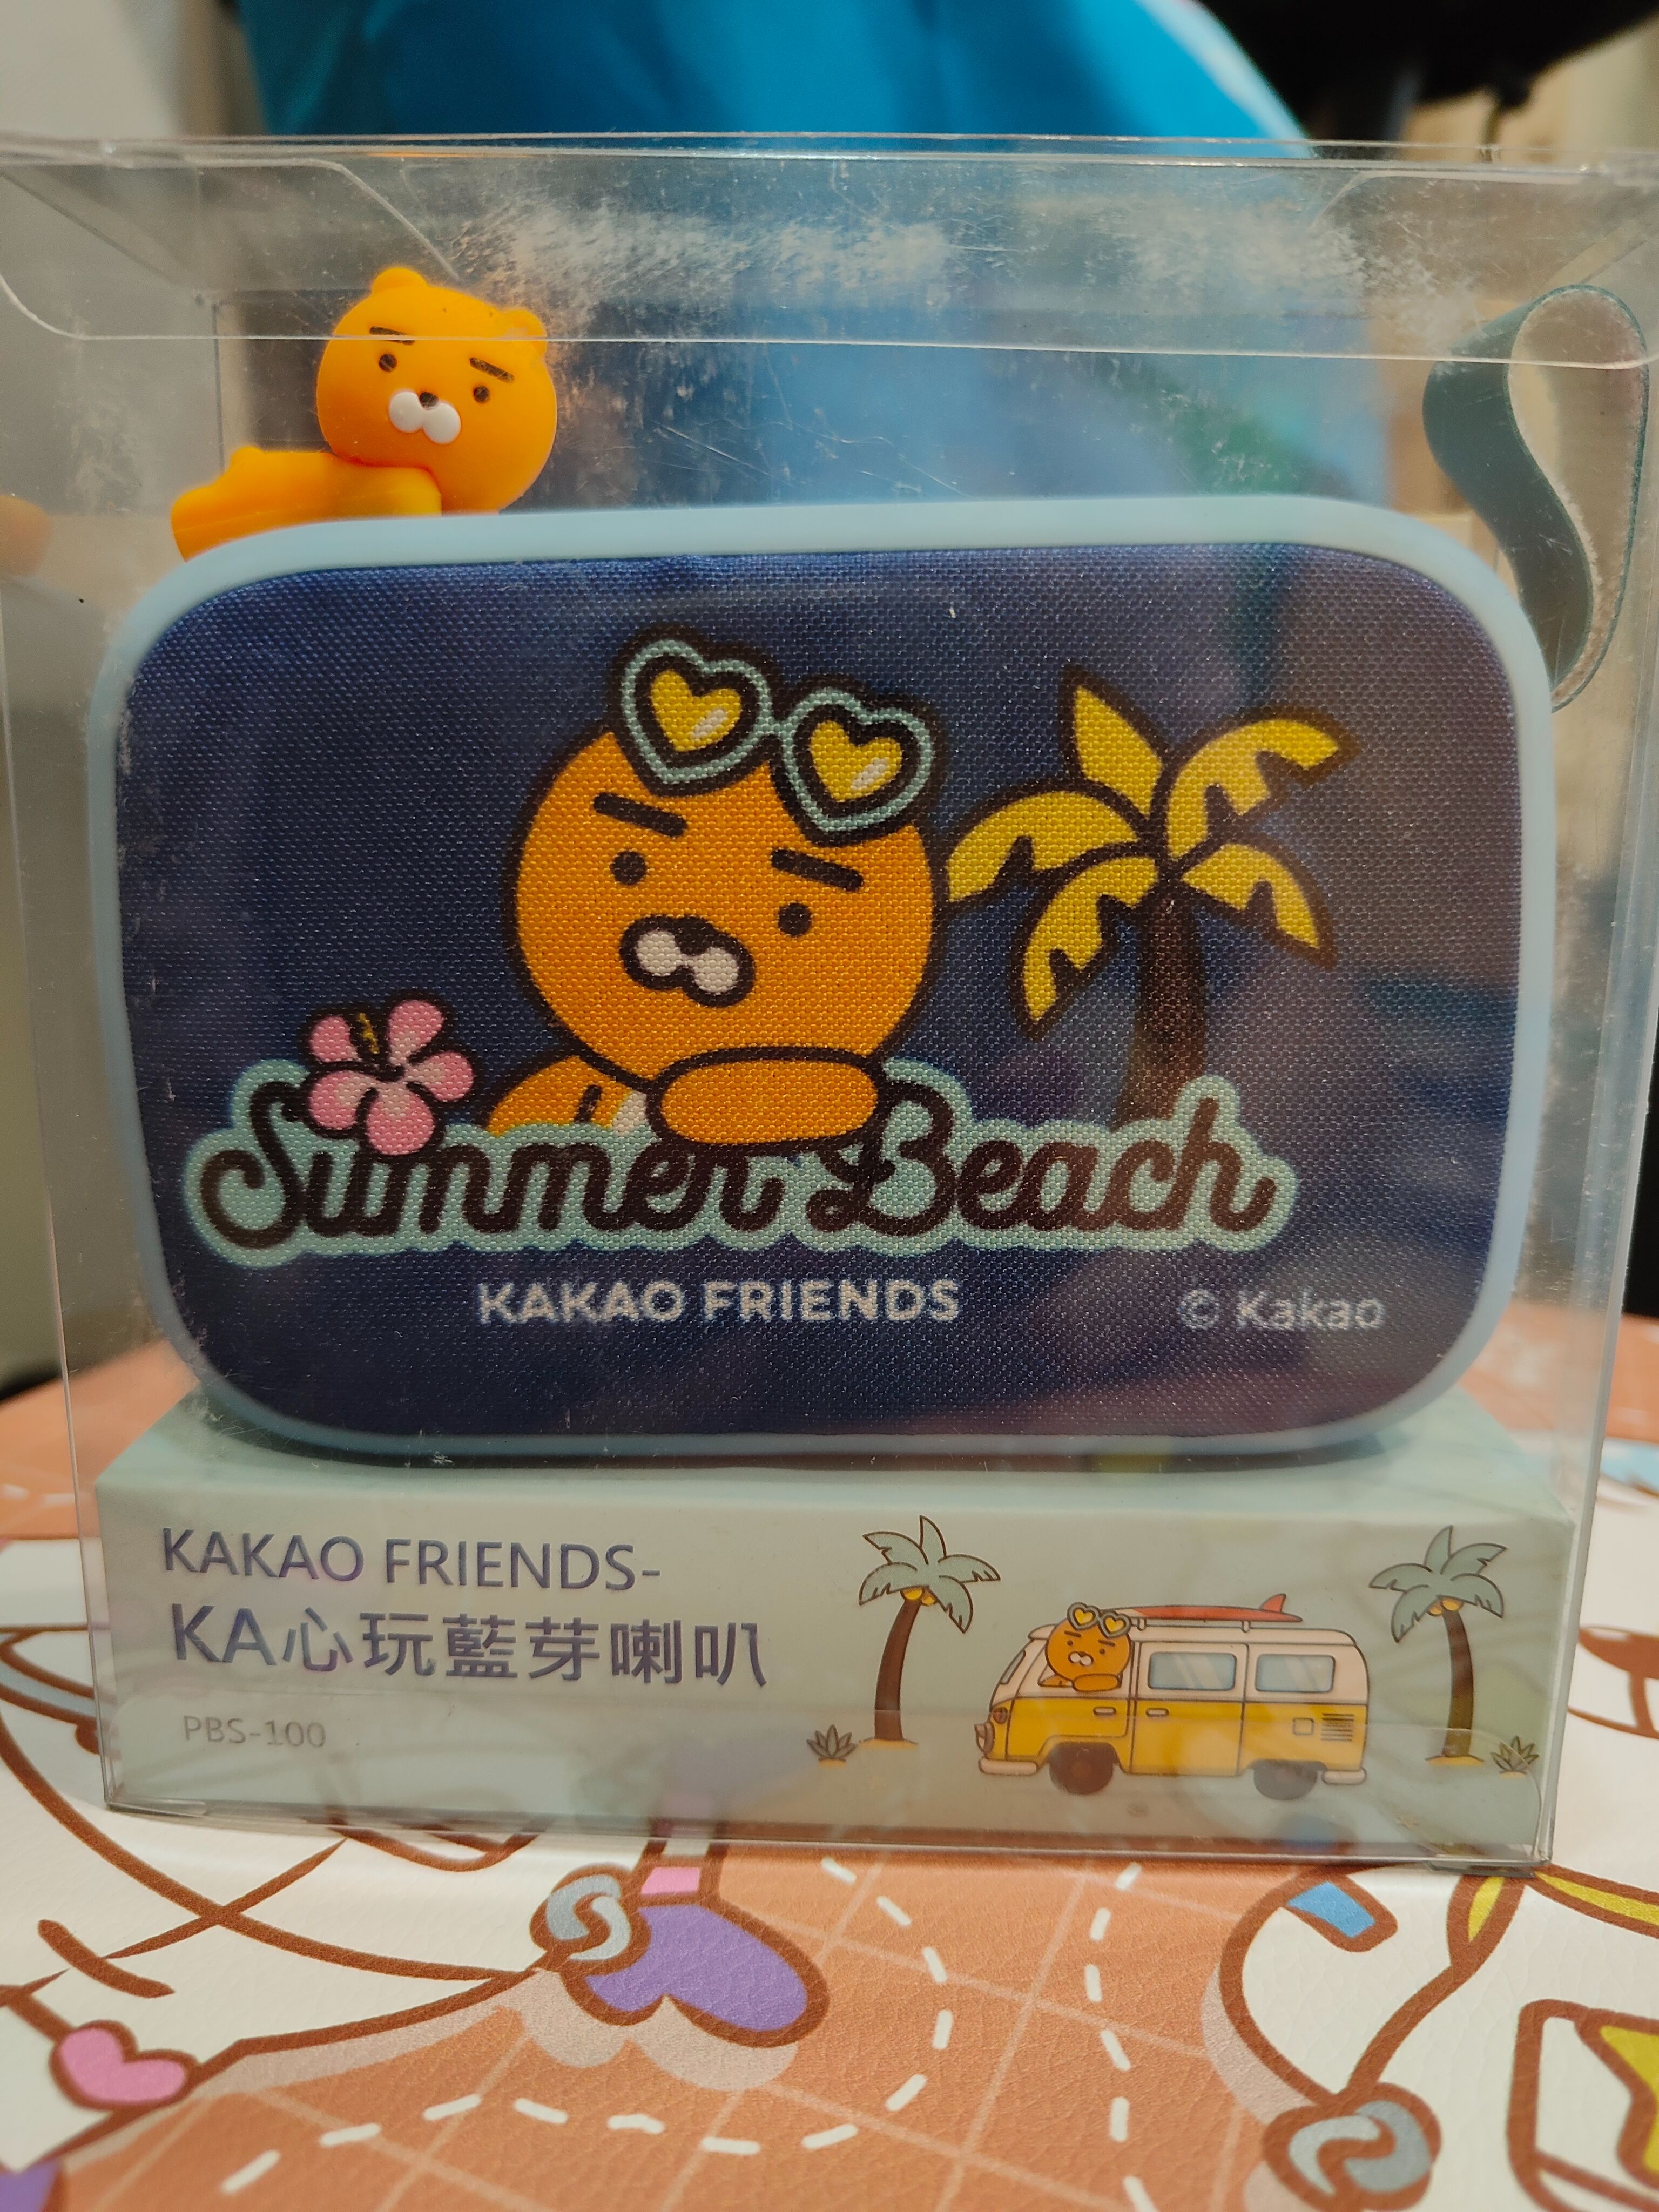 Summer Beach
KAKAO FRIENDS
© Kakao
KAKAO FRIENDS-
KA心玩藍芽喇叭
PBS-100